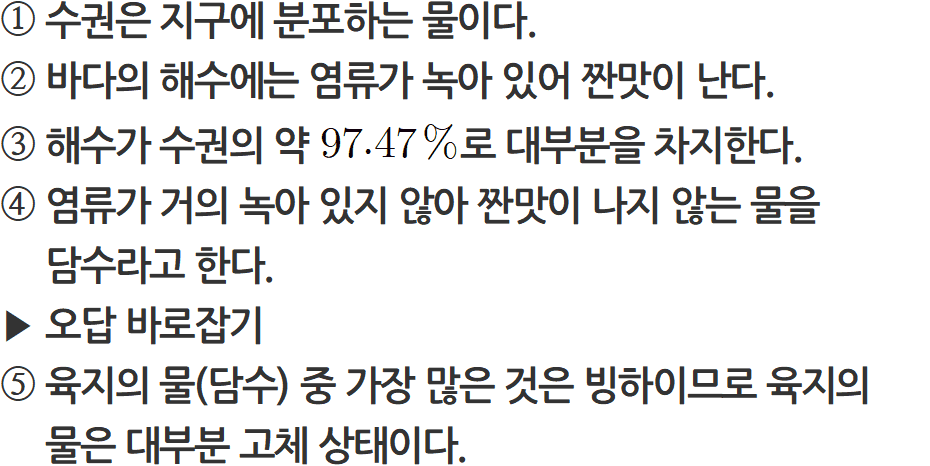 ① 수권은 지구에 분포하는 물이다.
② 바다의 해수에는 염류가 녹아 있어 짠맛이 난다.
③ 해수가 수권의 약 97.47%로 대부분을 차지한다.
④ 염류가 거의 녹아 있지 않아 짠맛이 나지 않는 물을
담수라고 한다.
▶ 오답 바로잡기
⑤ 육지의 물(담수) 중 가장 많은 것은 빙하이므로 육지의
물은 대부분 고체 상태이다.